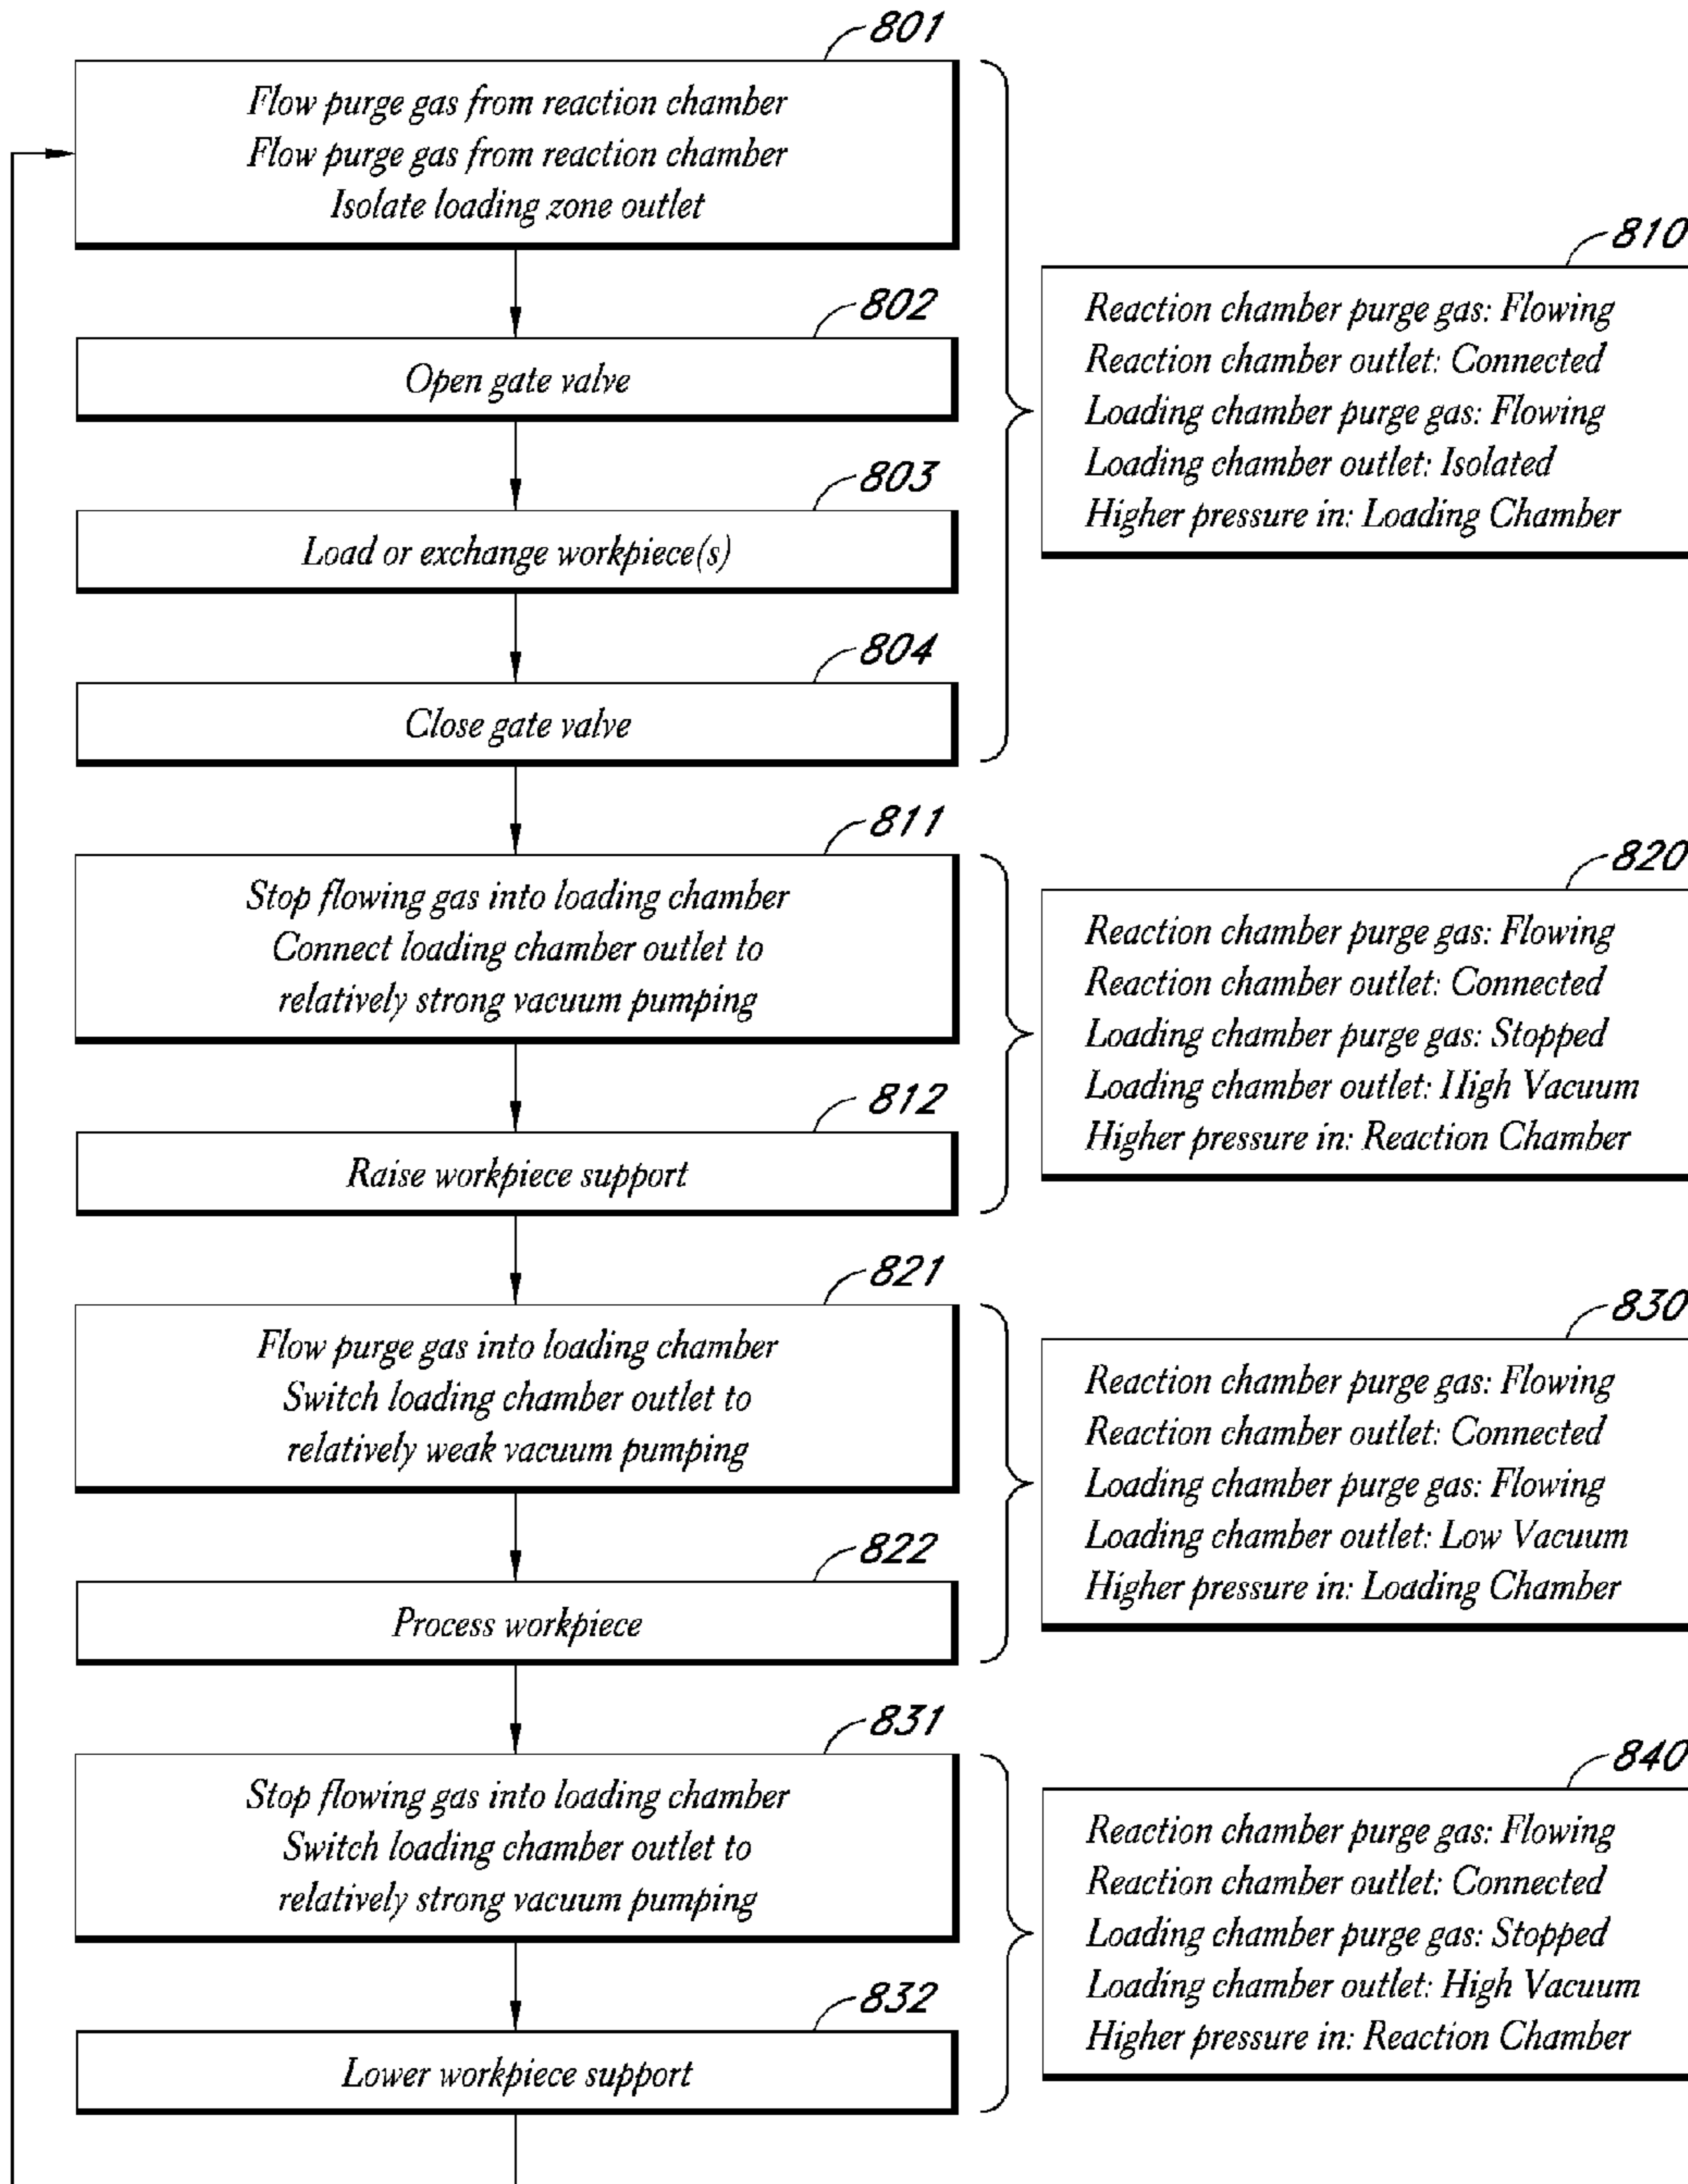 801
Flow purge gas from reaction chamber
Flow purge gas from reaction chamber
Isolate loading zone outlet
802
Open gate valve
803
Load or exchange workpiece(s)
804
Close gate valve
810
Reaction chamber purge gas: Flowing
Reaction chamber outlet: Connected
Loading chamber purge gas: Flowing
Loading chamber outlet: Isolated
Higher pressure in: Loading Chamber
811
Stop flowing gas into loading chamber
Connect loading chamber outlet to
relatively strong vacuum pumping
812
Raise workpiece support
820
Reaction chamber purge gas: Flowing
Reaction chamber outlet: Connected
Loading chamber purge gas: Stopped
Loading chamber outlet: High Vacuum
Higher pressure in: Reaction Chamber
821
Flow purge gas into loading chamber
Switch loading chamber outlet to
relatively weak vacuum pumping
822
Process workpiece
830
Reaction chamber purge gas: Flowing
Reaction chamber outlet: Connected
Loading chamber purge gas: Flowing
Loading chamber outlet: Low Vacuum
Higher pressure in: Loading Chamber
831
Stop flowing gas into loading chamber
Switch loading chamber outlet to
relatively strong vacuum pumping
832
Lower workpiece support
840
Reaction chamber purge gas: Flowing
Reaction chamber outlet: Connected
Loading chamber purge gas: Stopped
Loading chamber outlet: High Vacuum
Higher pressure in: Reaction Chamber